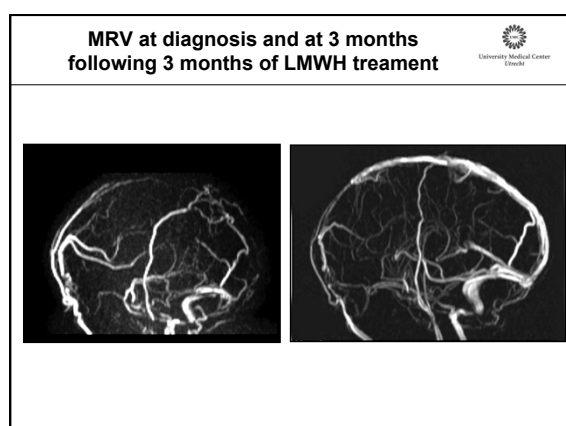 MRV at diagnosis and at 3 months
following 3 months of LMWH treament
University Medical Center
Utrecht